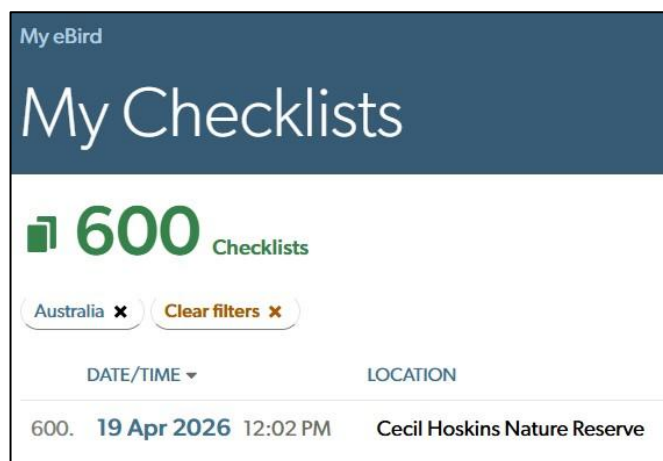 My eBird
My Checklists
600 Checklists
Australia ✖ Clear filters ✖
DATE/TIME ▾ LOCATION
600. 19 Apr 2026 12:02 PM Cecil Hoskins Nature Reserve